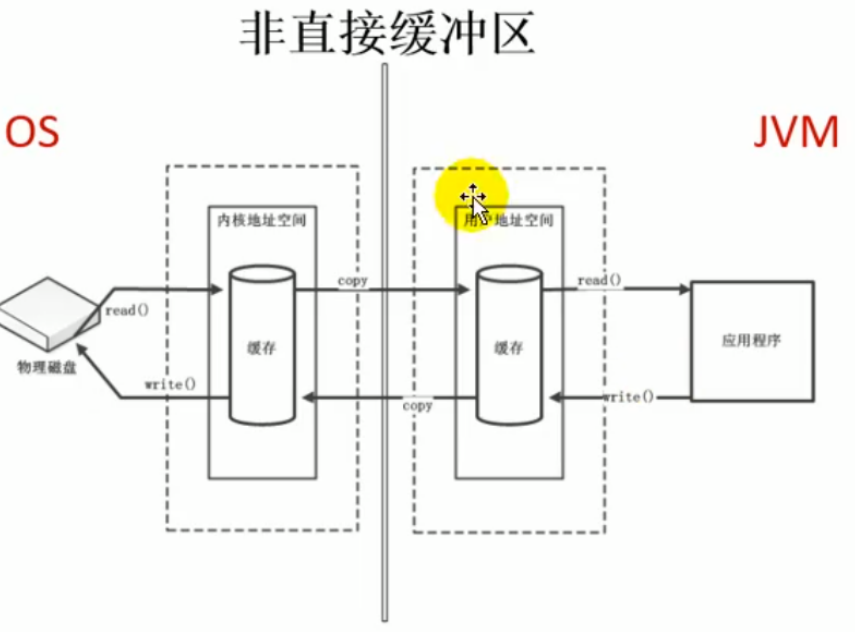 非直接缓冲区
OS
JVM
内核地址空间
用户地址空间
copy
read()
read()
缓存
缓存
应用程序
物理磁盘
write()
copy
write()